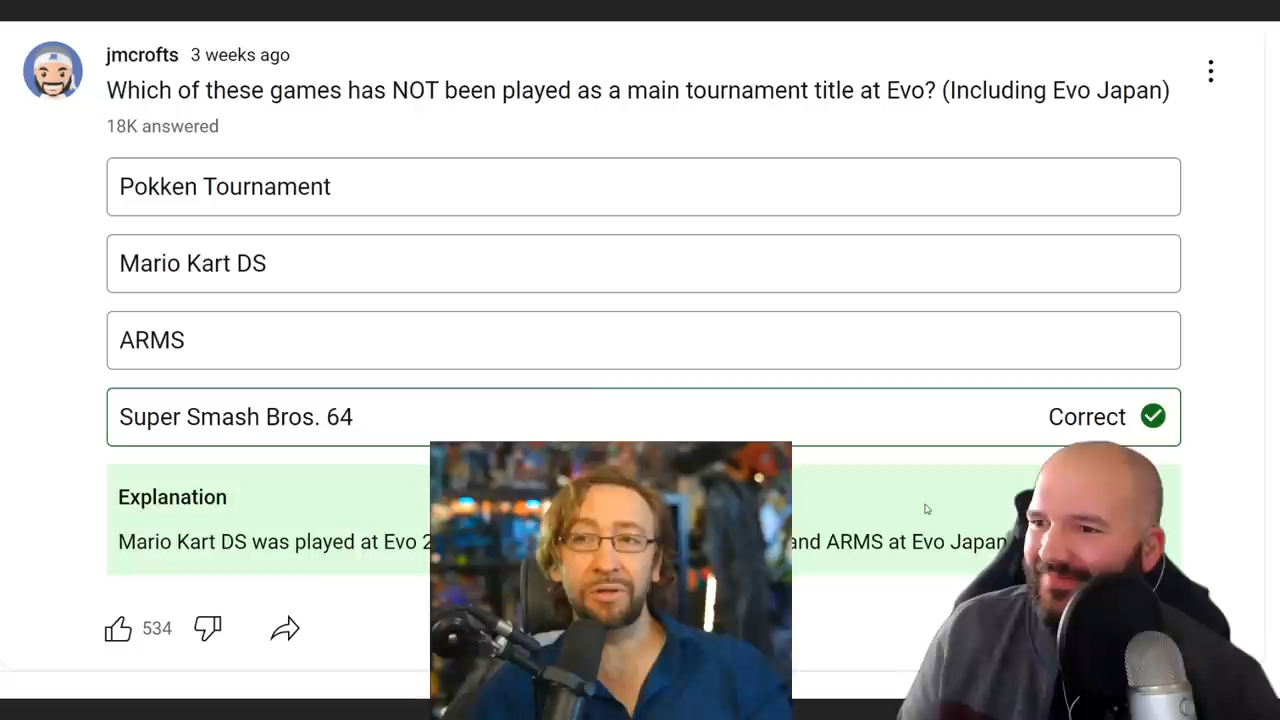 jmcrofts 3 weeks ago
Which of these games has NOT been played as a main tournament title at Evo? (Including Evo Japan)
18K answered
Pokken Tournament
Mario Kart DS
ARMS
Super Smash Bros. 64 Correct
Explanation
Mario Kart DS was played at Evo and ARMS at Evo Japan
534